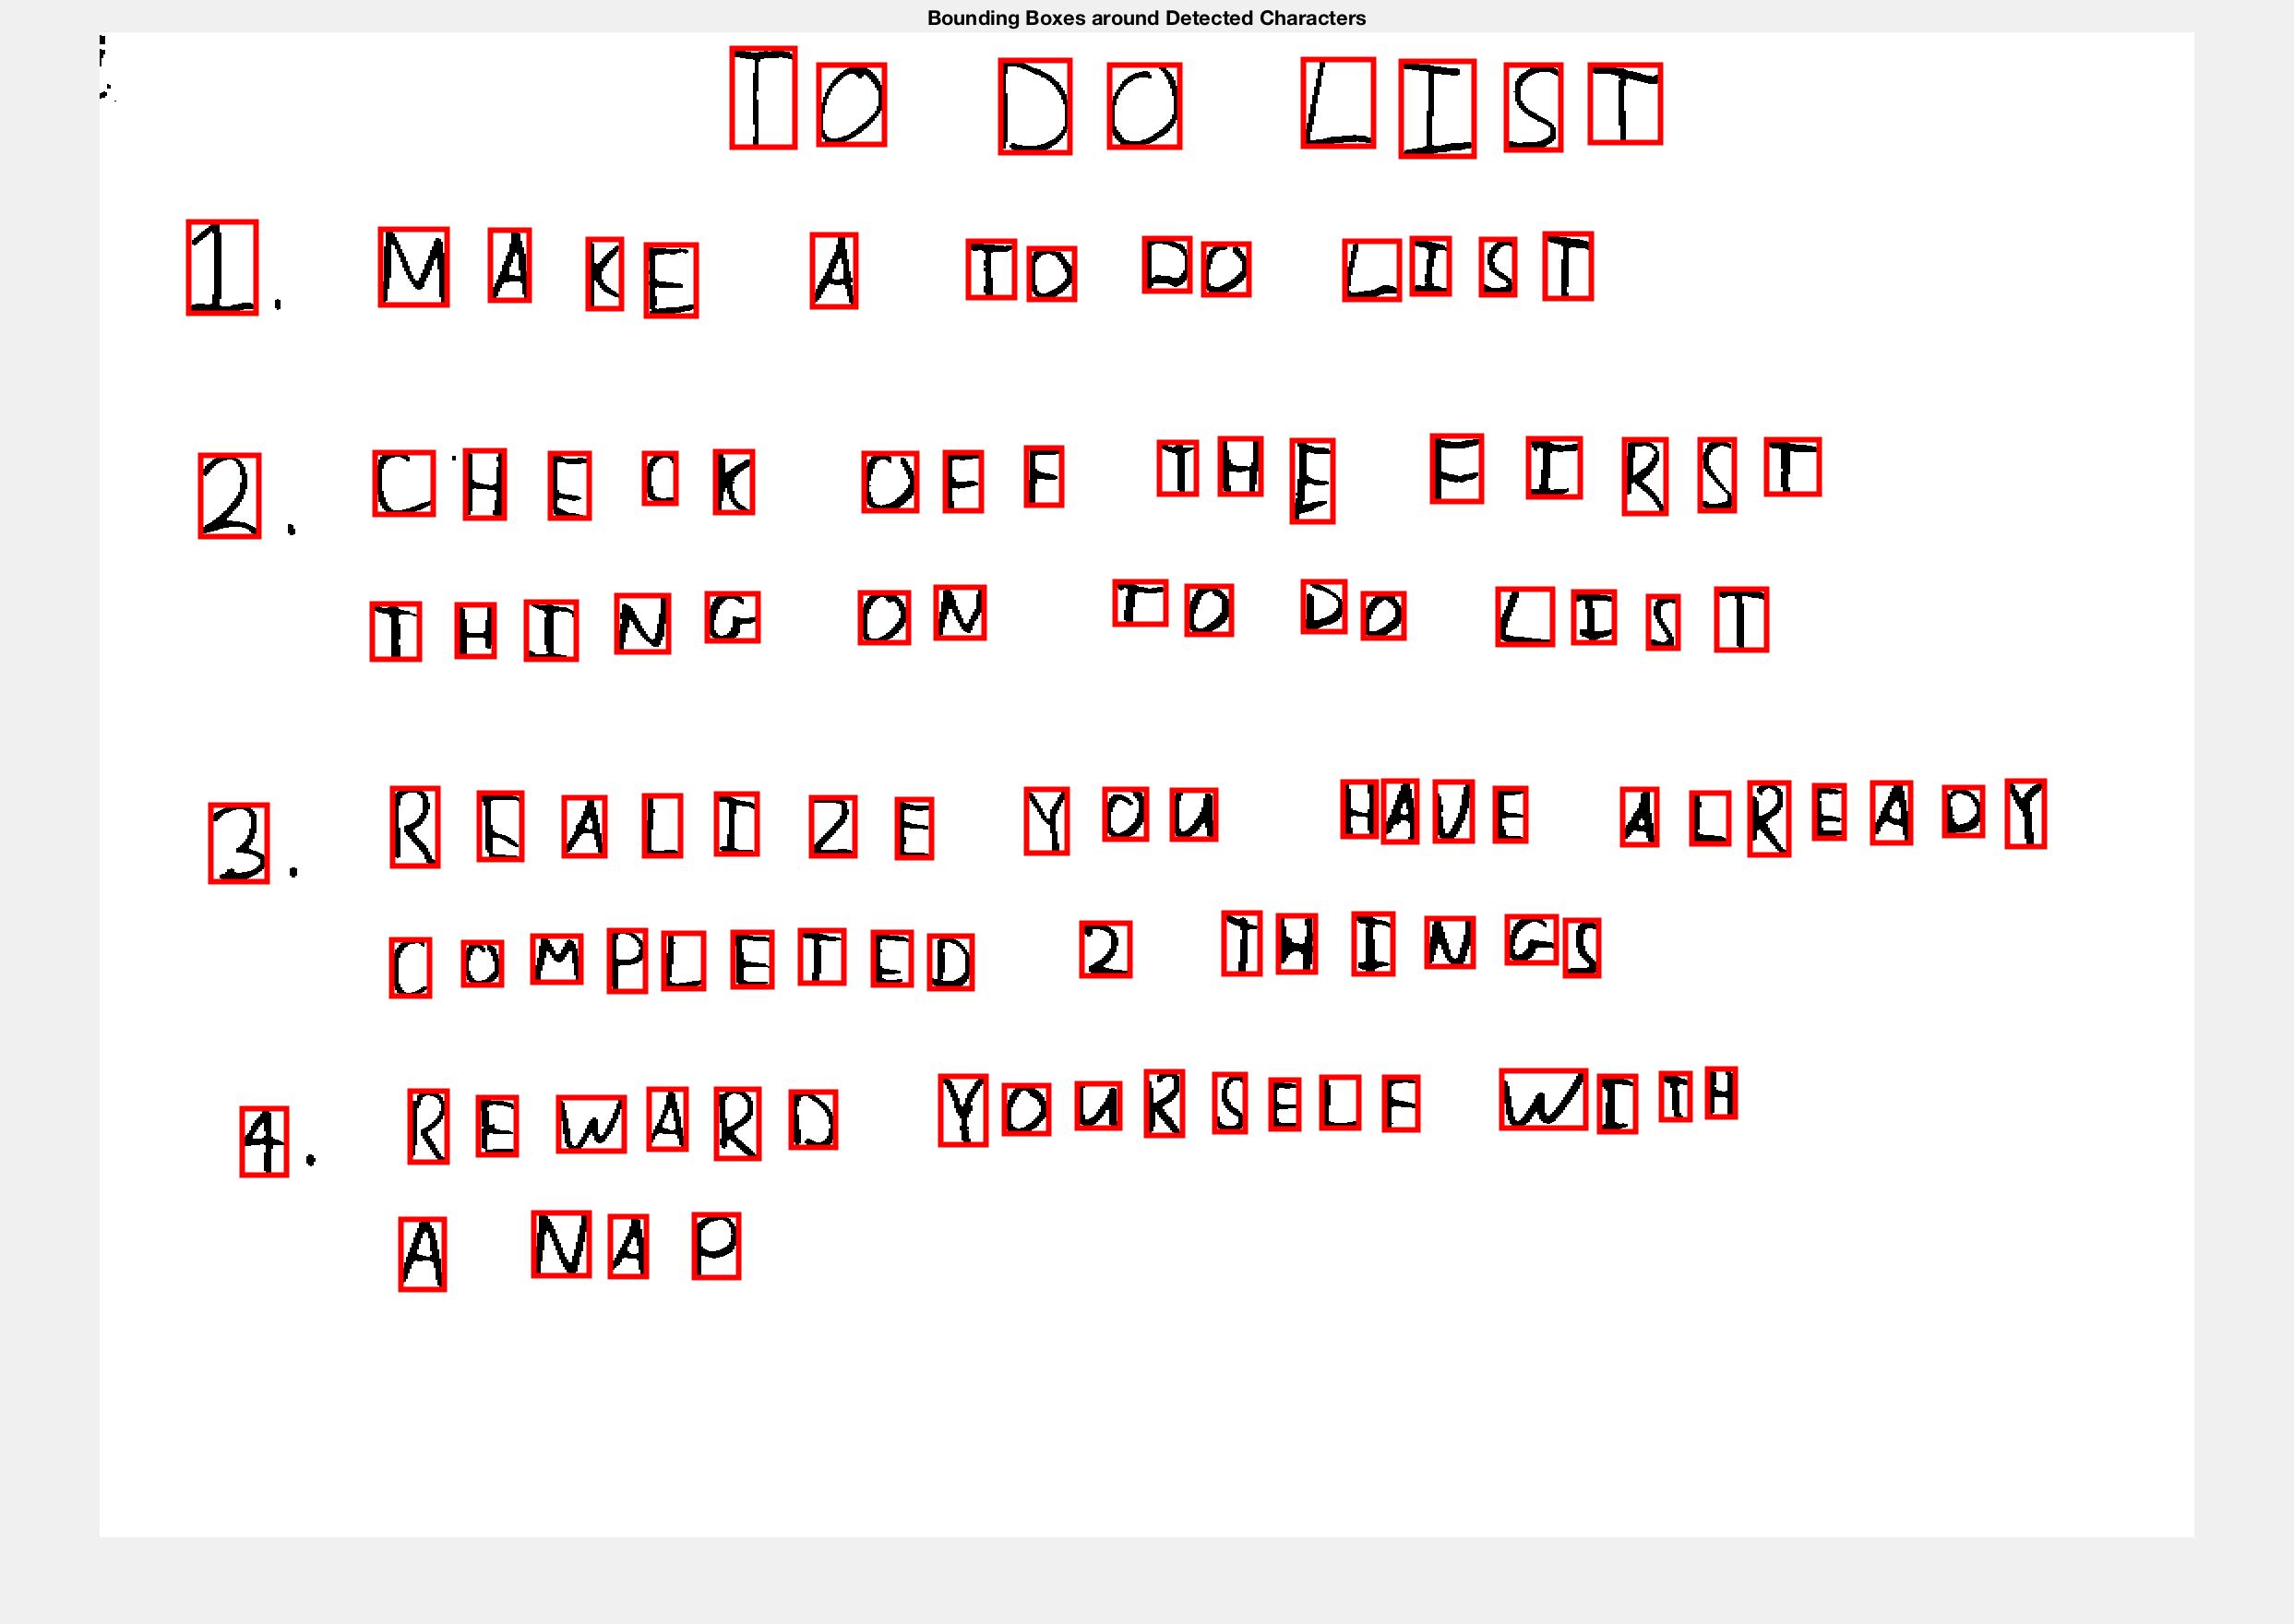 Bounding Boxes around Detected Characters
TO DO LIST
1. MAKE A TO DO LIST
2. CHECK OFF THE FIRST
THING ON TO DO LIST
3. REALIZE YOU HAVE ALREADY
COMPLETED 2 THINGS
4. REWARD YOURSELF WITH
A NAP